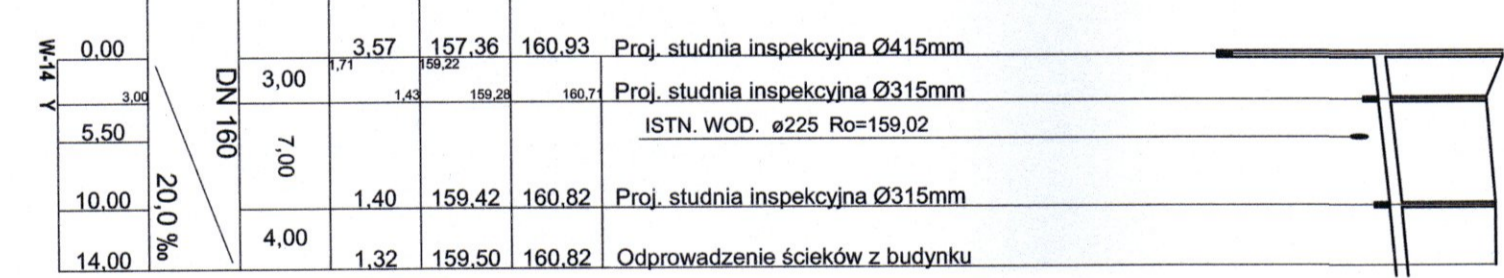 W-14 Y
0,00 3,57 157,36 160,93 Proj. studnia inspekcyjna Ø415mm
3,00 1,71 159,22
3,00 1,43 159,28 160,71 Proj. studnia inspekcyjna Ø315mm
DN 160
5,50 7,00 ISTN. WOD. ø225 Ro=159,02
10,00 1,40 159,42 160,82 Proj. studnia inspekcyjna Ø315mm
20,0 ‰
4,00
14,00 1,32 159,50 160,82 Odprowadzenie ścieków z budynku